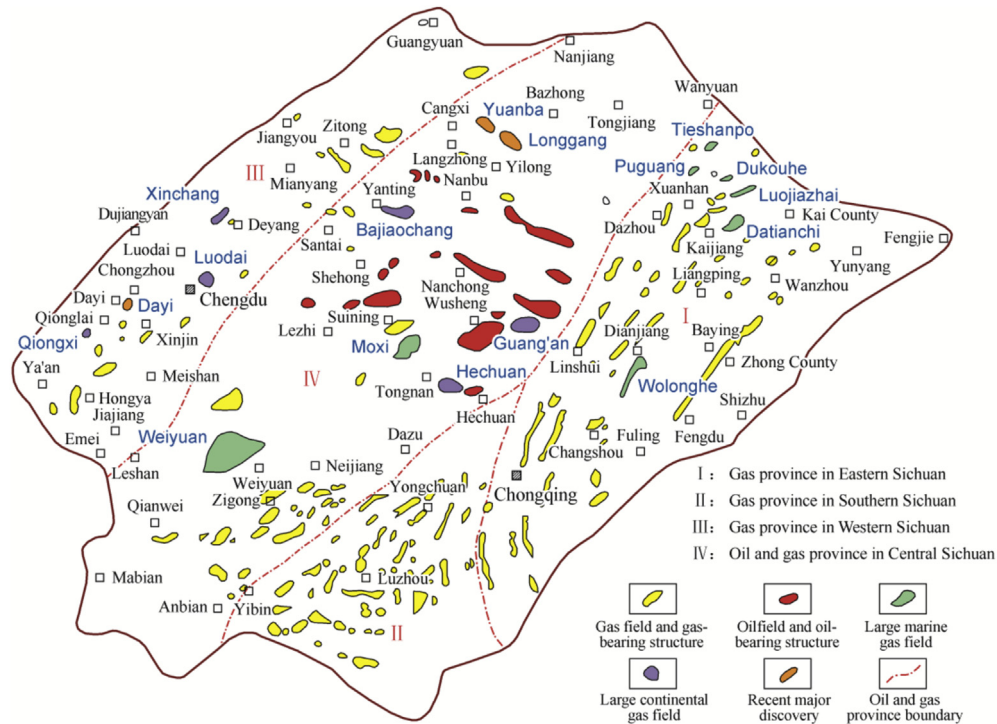 Guangyuan
Nanjiang
Wanyuan
Bazhong
Cangxi
Yuanba
Tongjiang
Jiangyou
Zitong
Longgang
Tieshanpo
Langzhong
Yilong
Puguang
Dukouhe
III
Mianyang
Yanting
Nanbu
Xuanhan
Luojiazhai
Xinchang
Dujiangyan
Deyang
Bajiaochang
Dazhou
Kai County
Santai
Kaijiang
Datianchi
Fengjie
Luodai
Luodai
Yunyang
Chongzhou
Shehong
Nanchong
Liangping
Wanzhou
Dayi
Dayi
Chengdu
Wusheng
Qionglai
Suining
I
Xinjin
Lezhi
Guang'an
Dianjiang
Baying
Qiongxi
Moxi
Linshui
Zhong County
Ya'an
Meishan
IV
Tongnan
Hechuan
Wolonghe
Hongya
Hechuan
Shizhu
Jiajiang
Emei
Weiyuan
Dazu
Changshou
Fuling
Fengdu
Leshan
Neijiang
Weiyuan
Chongqing
Zigong
Yongchuan
Qianwei
Mabian
Luzhou
Anbian
Yibin
II
I : Gas province in Eastern Sichuan
II : Gas province in Southern Sichuan
III: Gas province in Western Sichuan
IV: Oil and gas province in Central Sichuan
Gas field and gas-
bearing structure
Oilfield and oil-
bearing structure
Large marine
gas field
Large continental
gas field
Recent major
discovery
Oil and gas
province boundary